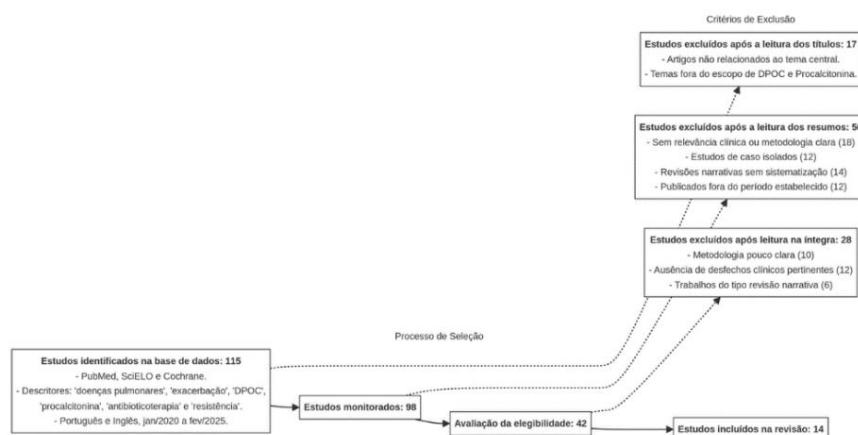 Critérios de Exclusão
Estudos excluídos após a leitura dos títulos: 17
- Artigos não relacionados ao tema central.
- Temas fora do escopo de DPOC e Procalcitonina.
Estudos excluídos após a leitura dos resumos:
- Sem relevância clínica ou metodologia clara (18)
- Estudos de caso isolados (12)
- Revisões narrativas sem sistematização (14)
- Publicados fora do período estabelecido (12)
Estudos excluídos após leitura na íntegra: 28
- Metodologia pouco clara (10)
- Ausência de desfechos clínicos pertinentes (12)
- Trabalhos do tipo revisão narrativa (6)
Processo de Seleção
Estudos identificados na base de dados: 115
- PubMed, SciELO e Cochrane.
- Descritores: 'doenças pulmonares', 'exacerbação', 'DPOC',
'procalcitonina', 'antibioticoterapia' e 'resistência'.
- Português e Inglês, jan/2020 a fev/2025.
Estudos monitorados: 98
Avaliação da elegibilidade: 42
Estudos incluídos na revisão: 14